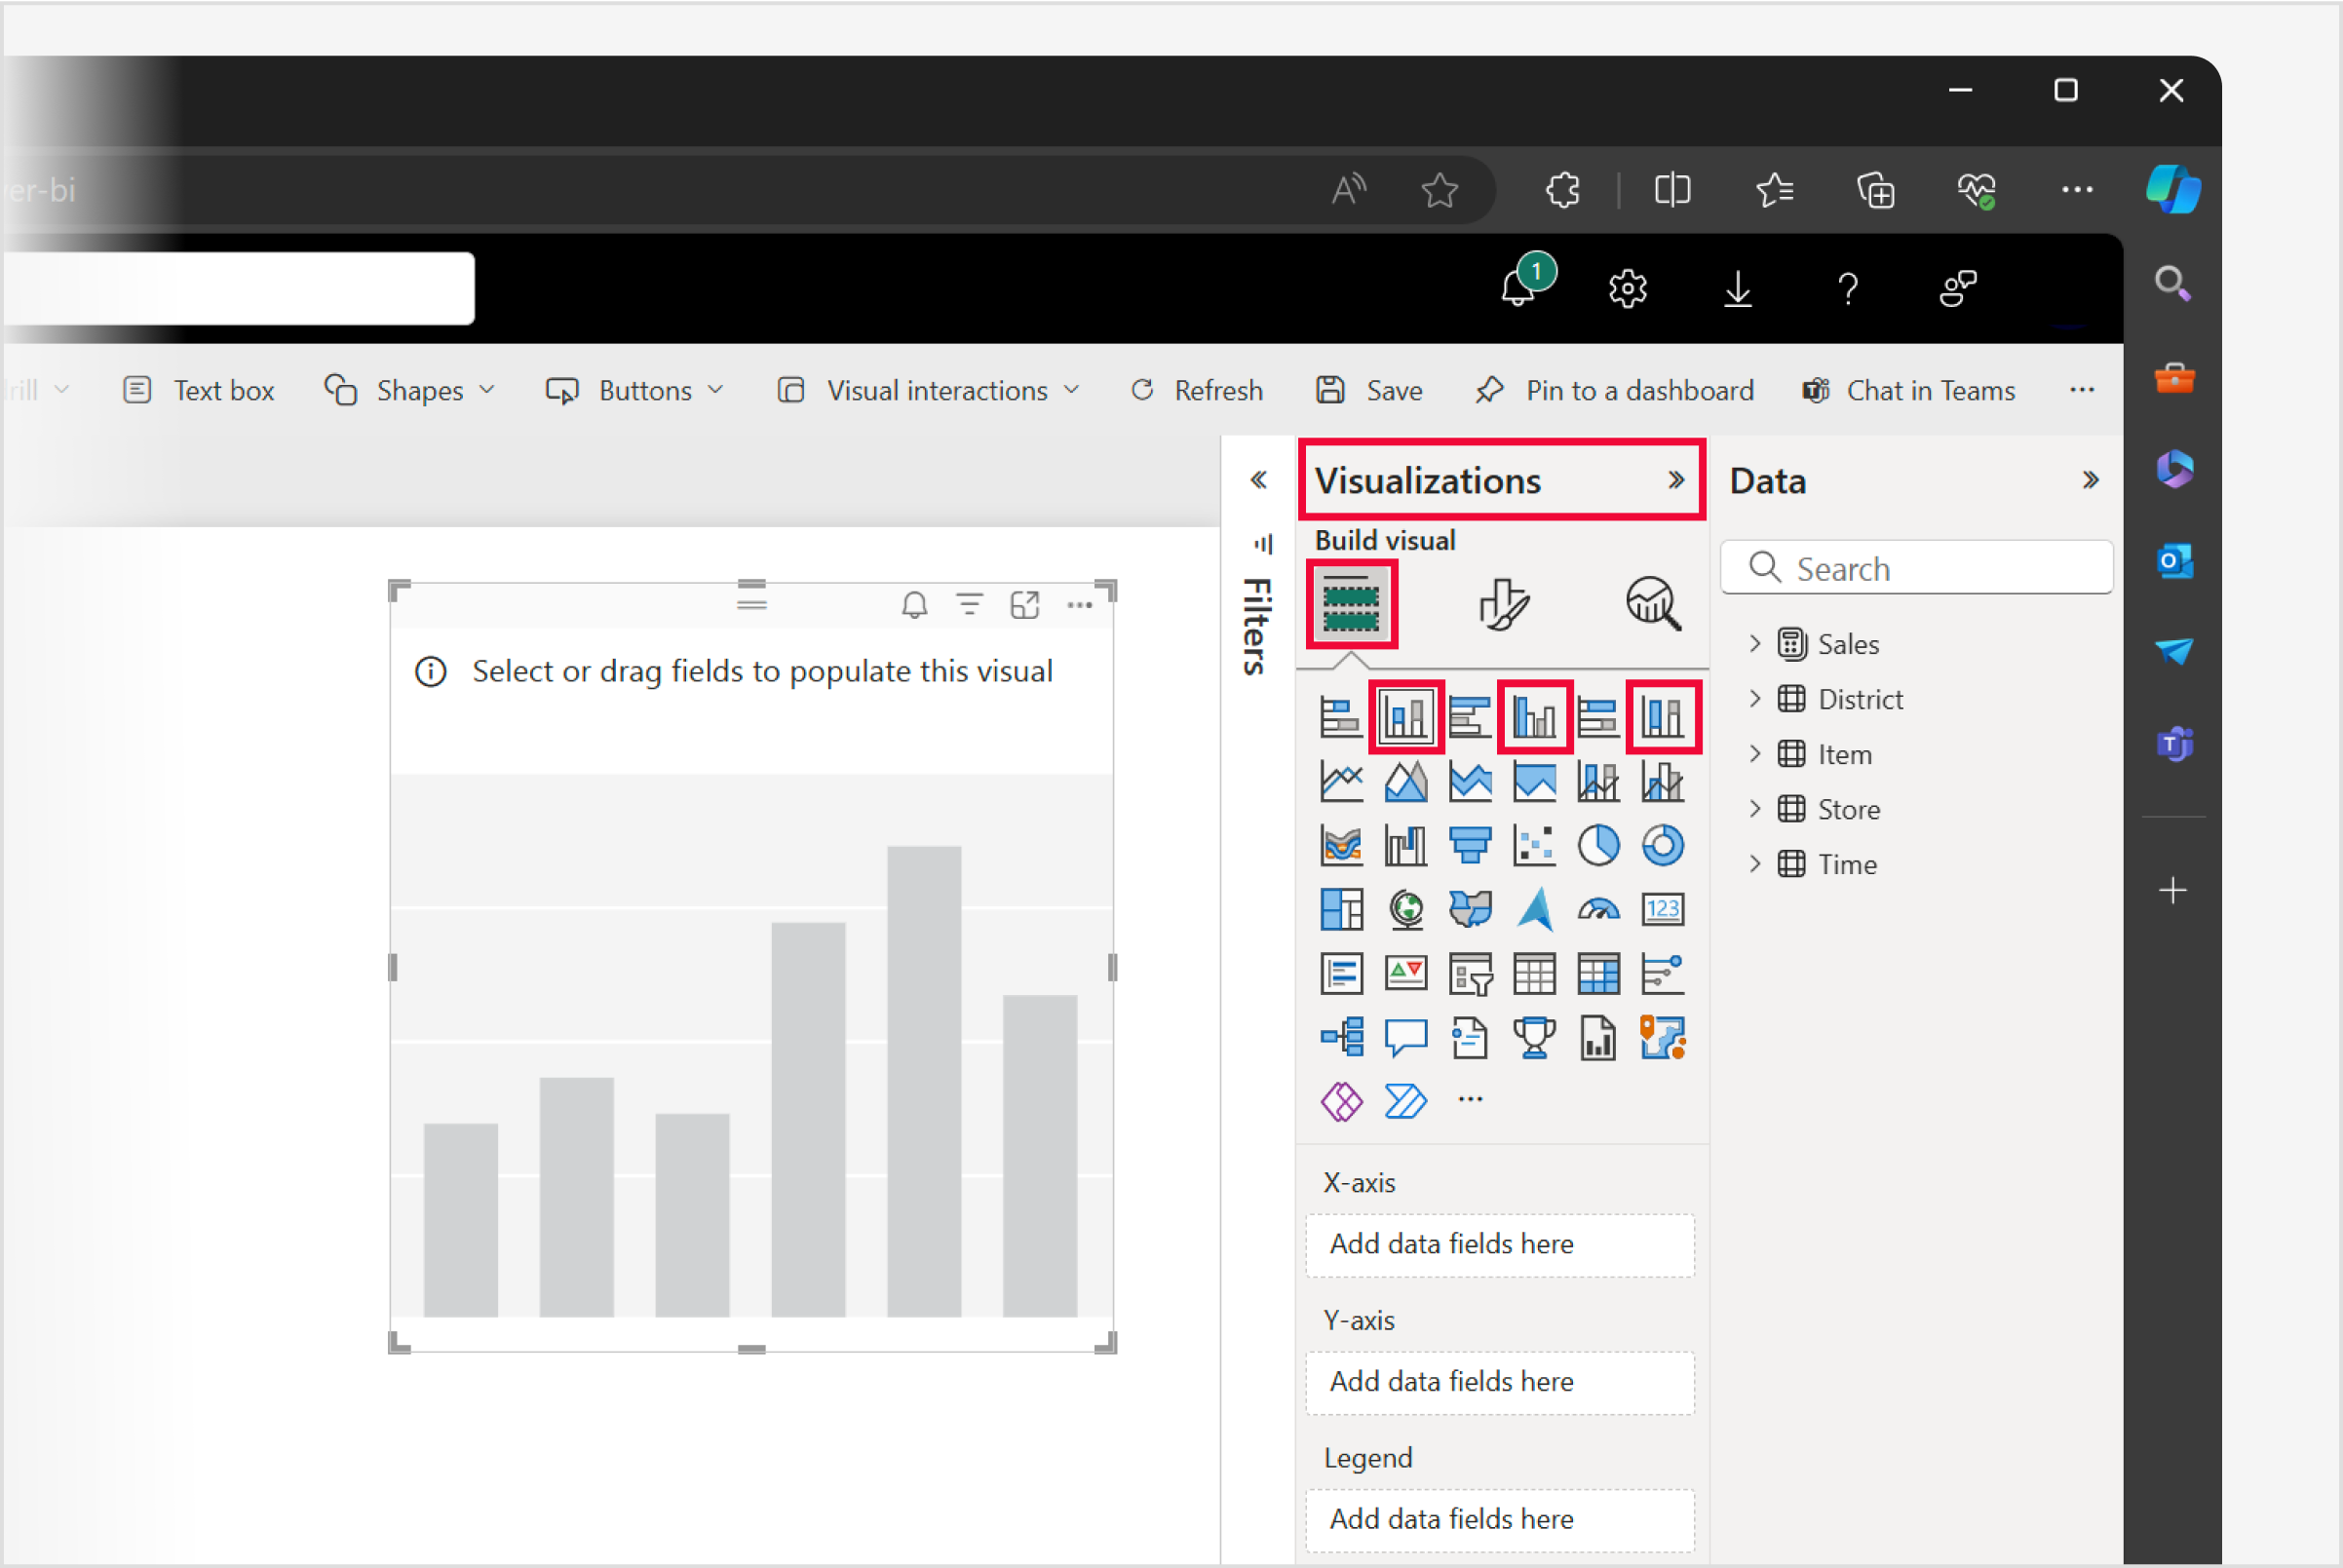 er-bi
1
Text box
Shapes
Buttons
Visual interactions
Refresh
Save
Pin to a dashboard
Chat in Teams
Visualizations
Data
Build visual
Filters
Search
Select or drag fields to populate this visual
Sales
District
Item
Store
Time
123
X-axis
Add data fields here
Y-axis
Add data fields here
Legend
Add data fields here